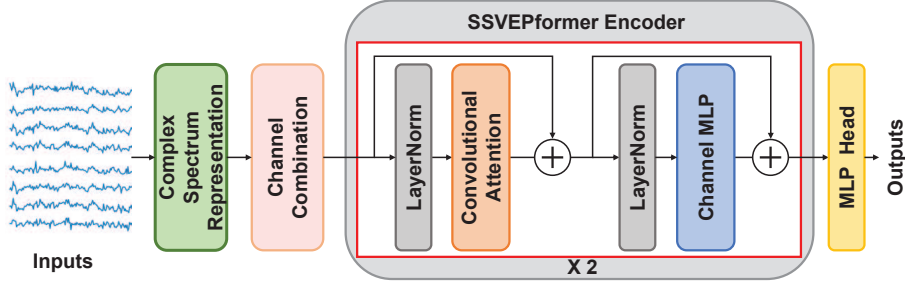 SSVEPformer Encoder
Inputs
Complex
Spectrum
Representation
Channel
Combination
LayerNorm
Convolutional
Attention
LayerNorm
Channel MLP
X 2
MLP Head
Outputs